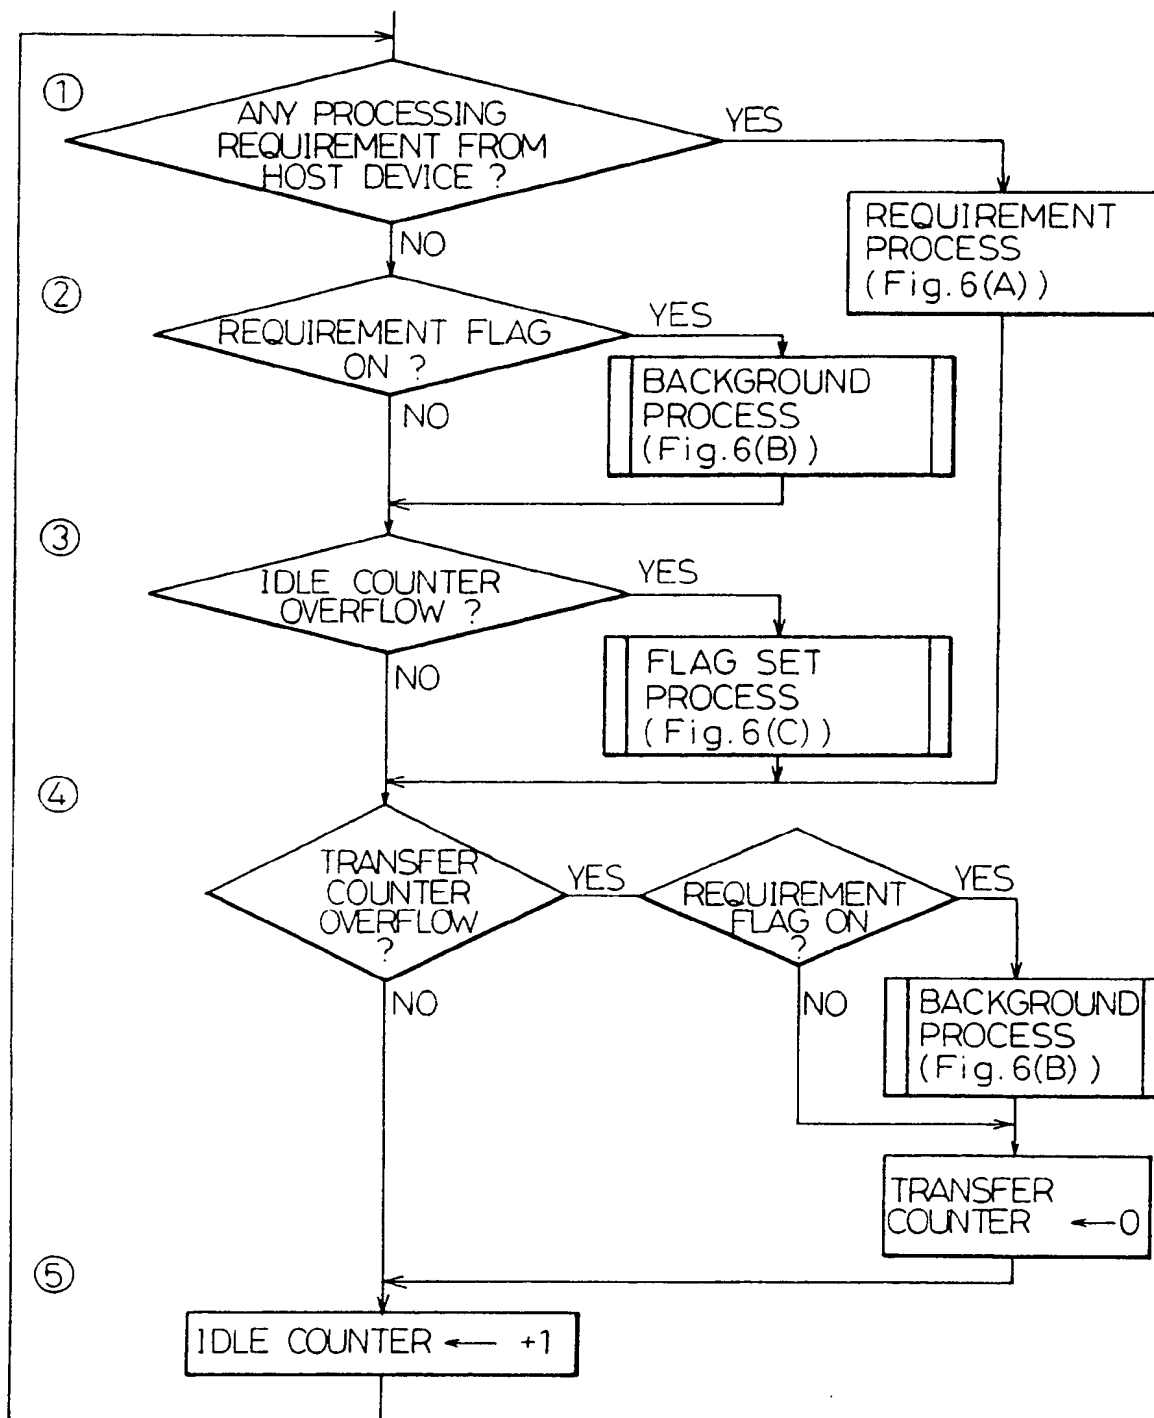 ①
ANY PROCESSING
REQUIREMENT FROM
HOST DEVICE ?
YES
REQUIREMENT
PROCESS
(Fig.6(A))
NO
②
REQUIREMENT FLAG
ON ?
YES
BACKGROUND
PROCESS
(Fig.6(B))
NO
③
IDLE COUNTER
OVERFLOW ?
YES
FLAG SET
PROCESS
(Fig.6(C))
NO
④
TRANSFER
COUNTER
OVERFLOW
?
YES
REQUIREMENT
FLAG ON
?
YES
NO
NO
BACKGROUND
PROCESS
(Fig.6(B))
TRANSFER
COUNTER ←0
⑤
IDLE COUNTER ← +1